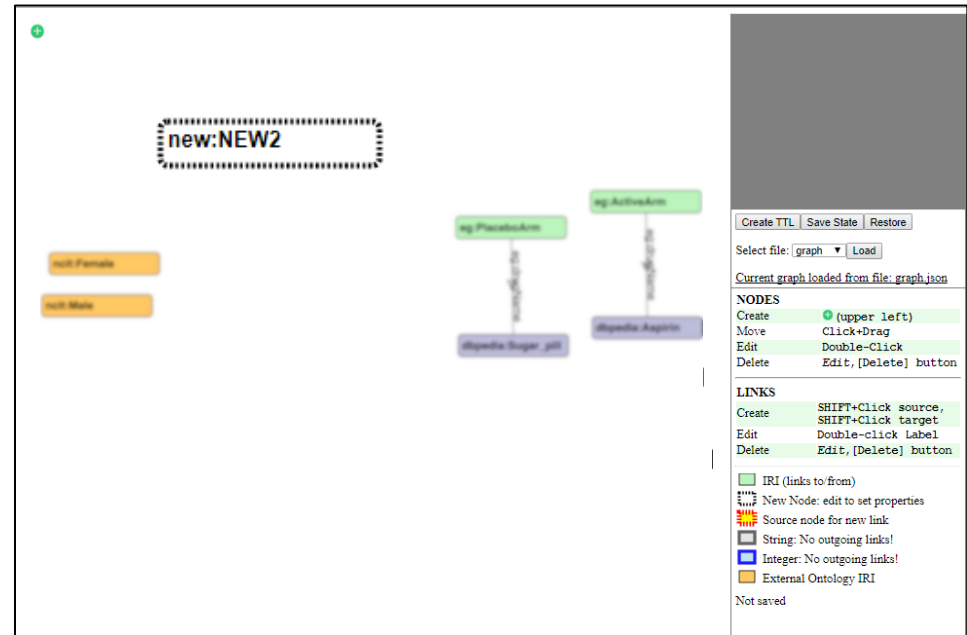 new:NEW2
eg:ActiveArm
eg:PlaceboArm
eg:drugName
eg:drugName
ncit:Female
ncit:Male
dbpedia:Aspirin
dbpedia:Sugar_pill
Create TTL Save State Restore
Select file: graph Load
Current graph loaded from file: graph.json
NODES
Create (upper left)
Move Click+Drag
Edit Double-Click
Delete Edit,[Delete] button
LINKS
Create SHIFT+Click source,
SHIFT+Click target
Edit Double-click Label
Delete Edit,[Delete] button
IRI (links to/from)
New Node: edit to set properties
Source node for new link
String: No outgoing links!
Integer: No outgoing links!
External Ontology IRI
Not saved